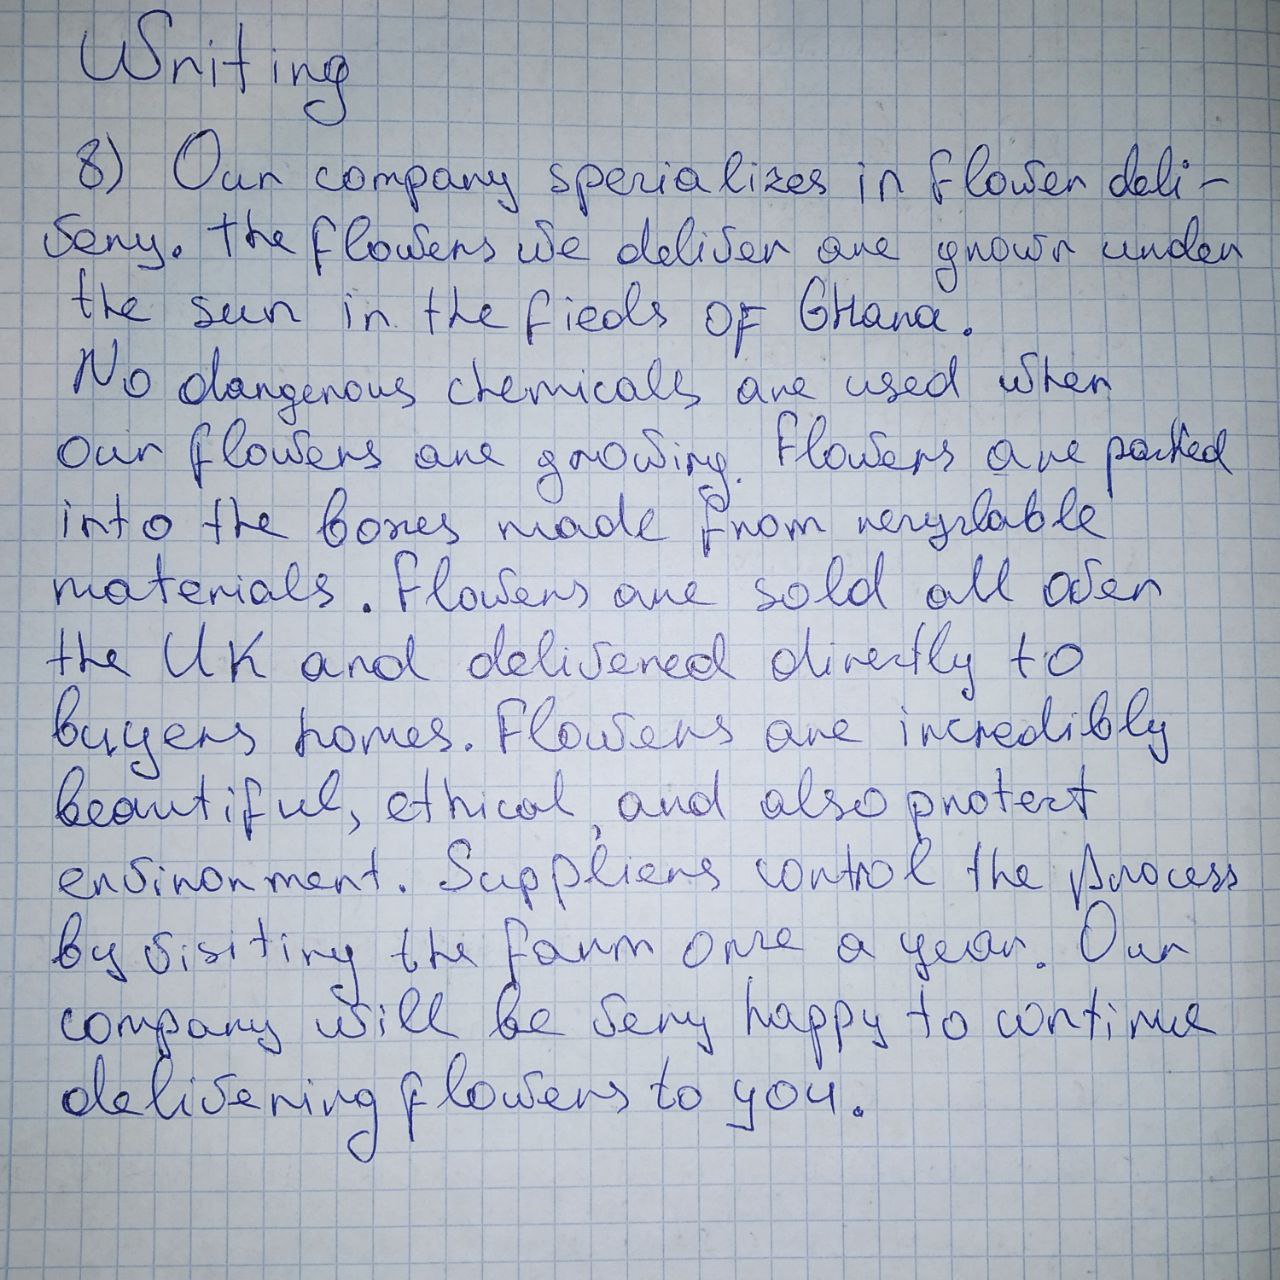 Writing
8) Our company specializes in flower deli-
very. The flowers we deliver are grown under
the sun in the fieds OF GHana.
No dangerous chemicals are used when
our flowers are growing. Flowers are packed
into the boxes made from recyclable
materials. Flowers are sold all over
the UK and delivered directly to
buyers homes. Flowers are incredibly
beautiful, ethical, and also protect
environment. Suppliers control the process
by visiting the farm once a year. Our
company will be very happy to continue
delivering flowers to you.